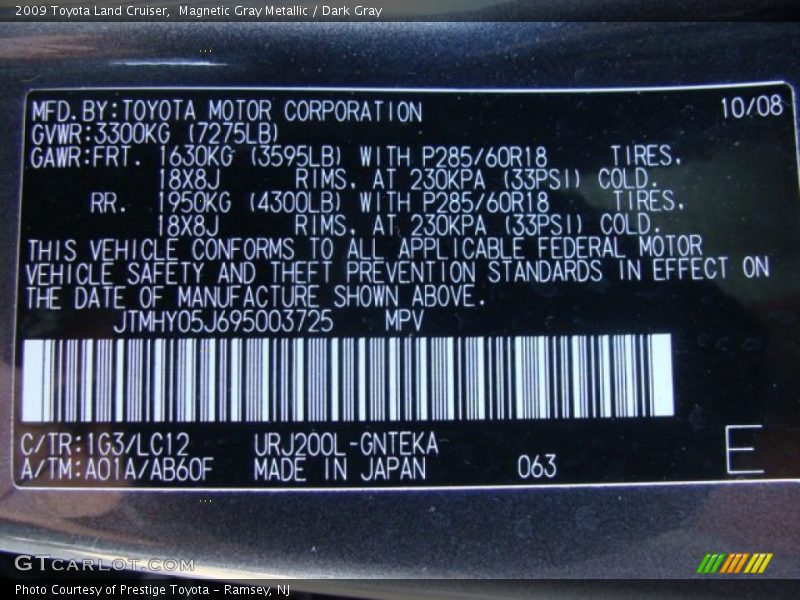 2009 Toyota Land Cruiser, Magnetic Gray Metallic / Dark Gray
MFD.BY:TOYOTA MOTOR CORPORATION 10/08
GVWR:3300KG (7275LB)
GAWR:FRT. 1630KG (3595LB) WITH P285/60R18 TIRES,
18X8J RIMS, AT 230KPA (33PSI) COLD.
RR. 1950KG (4300LB) WITH P285/60R18 TIRES,
18X8J RIMS, AT 230KPA (33PSI) COLD.
THIS VEHICLE CONFORMS TO ALL APPLICABLE FEDERAL MOTOR
VEHICLE SAFETY AND THEFT PREVENTION STANDARDS IN EFFECT ON
THE DATE OF MANUFACTURE SHOWN ABOVE.
JTMHY05J695003725 MPV
C/TR:1G3/LC12 URJ200L-GNTEKA
A/TM:A01A/AB60F MADE IN JAPAN 063 E
GTCARLOT.COM
Photo Courtesy of Prestige Toyota - Ramsey, NJ